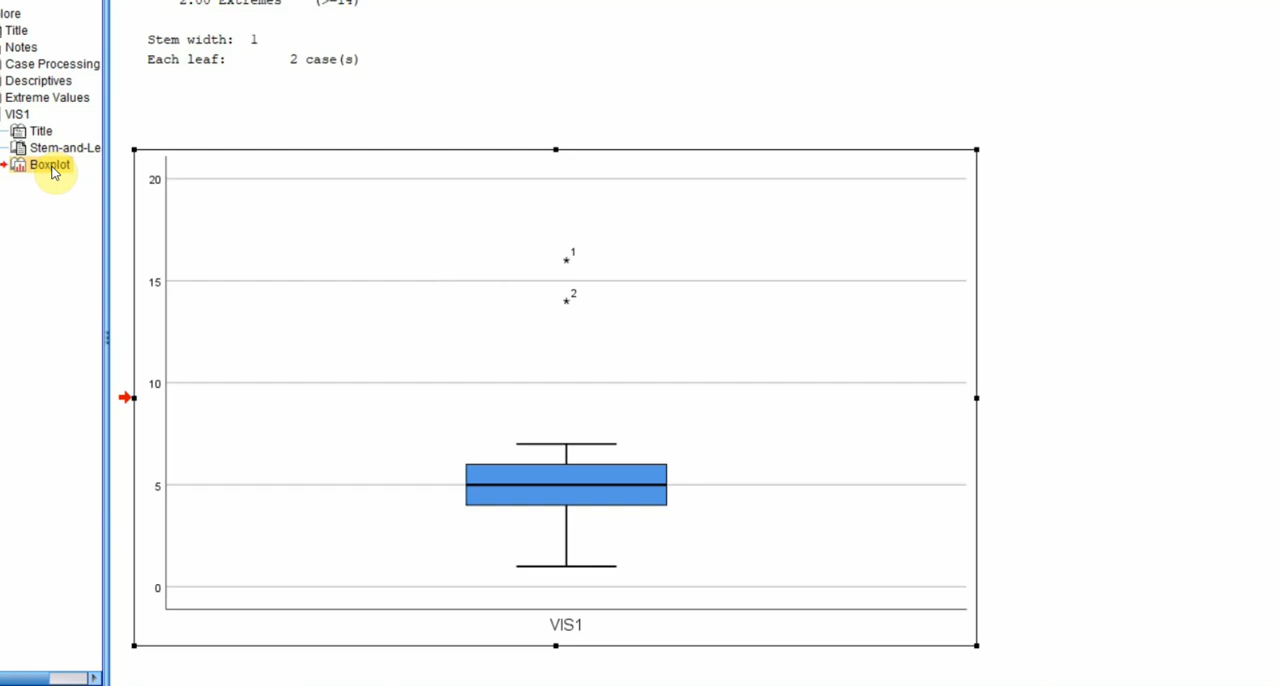 lore
Title
Notes
Case Processing
Descriptives
Extreme Values
VIS1
Title
Stem-and-Le
Boxplot
2.00 Extremes (>=14)
Stem width: 1
Each leaf: 2 case(s)
20
15
10
5
0
1
2
VIS1